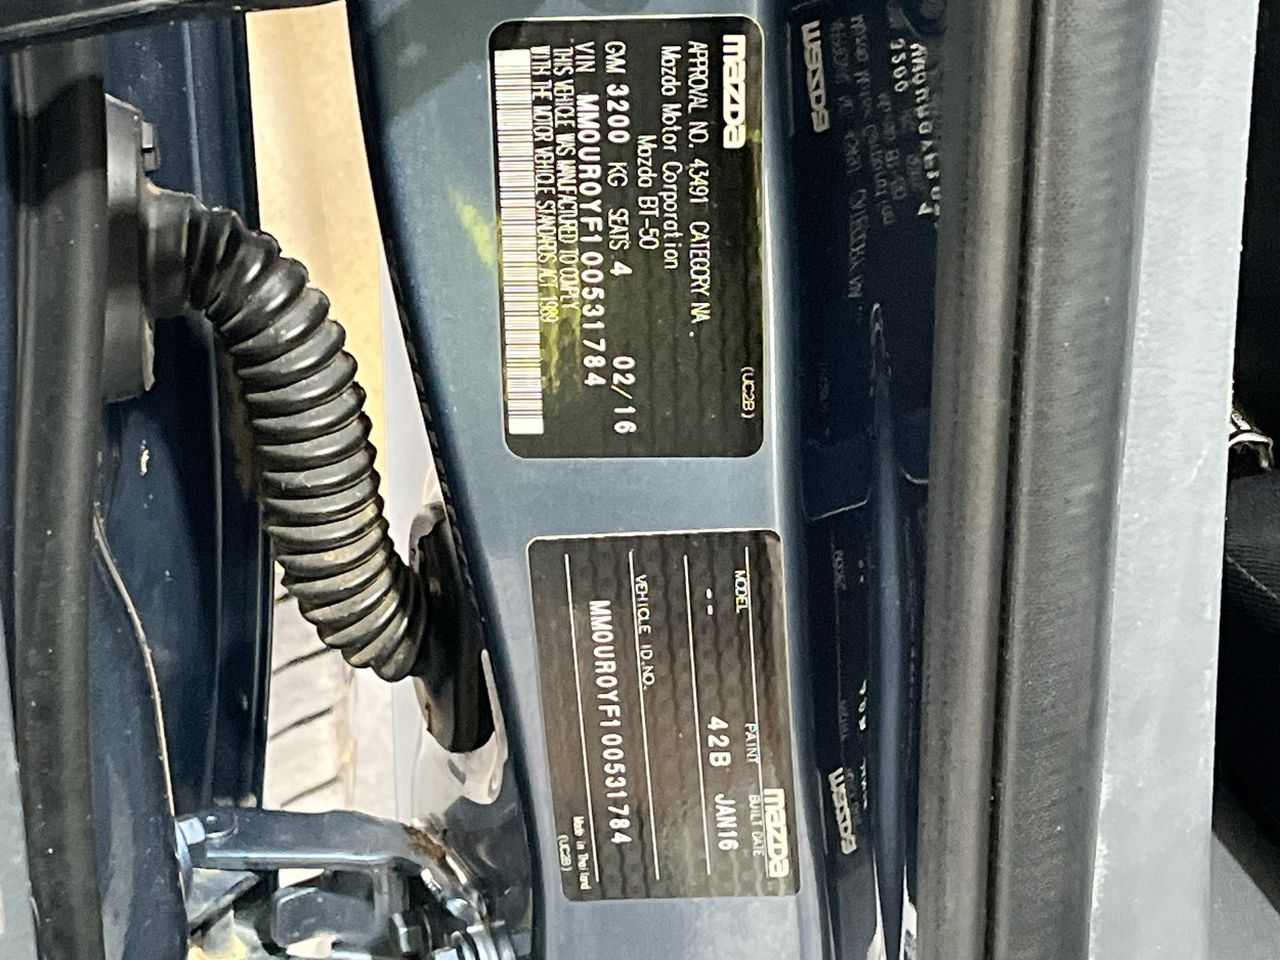 mazda (UC2B)
APPROVAL NO. 43491 CATEGORY NA .
Mazda Motor Corporation
Mazda BT-50
GVM 3200 KG SEATS 4 02/16
VIN MM0UR0YF100531784
THIS VEHICLE WAS MANUFACTURED TO COMPLY
WITH THE MOTOR VEHICLE STANDARDS ACT 1989
mazda
MODEL PAINT BUILT DATE
-- 42B JAN16
VEHICLE ID.NO.
MM0UR0YF100531784
Made in Thailand
(UC2B)